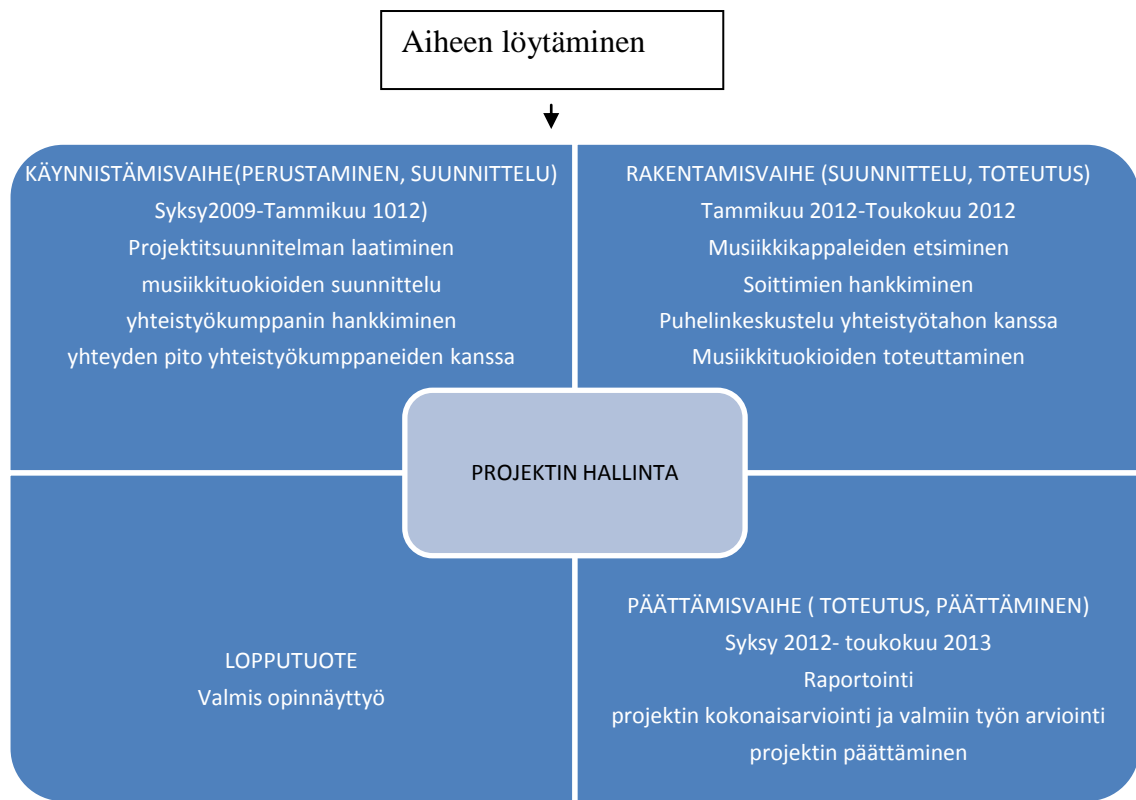 Aiheen löytäminen
KÄYNNISTÄMISVAIHE(PERUSTAMINEN, SUUNNITTELU)
Syksy2009-Tammikuu 1012)
Projektitsuunnitelman laatiminen
musiikkituokioiden suunnittelu
yhteistyökumppanin hankkiminen
yhteyden pito yhteistyökumppaneiden kanssa
RAKENTAMISVAIHE (SUUNNITTELU, TOTEUTUS)
Tammikuu 2012-Toukokuu 2012
Musiikkikappaleiden etsiminen
Soittimien hankkiminen
Puhelinkeskustelu yhteistyötahon kanssa
Musiikkituokioiden toteuttaminen
PROJEKTIN HALLINTA
LOPPUTUOTE
Valmis opinnäyttyö
PÄÄTTÄMISVAIHE ( TOTEUTUS, PÄÄTTÄMINEN)
Syksy 2012- toukokuu 2013
Raportointi
projektin kokonaisarviointi ja valmiin työn arviointi
projektin päättäminen